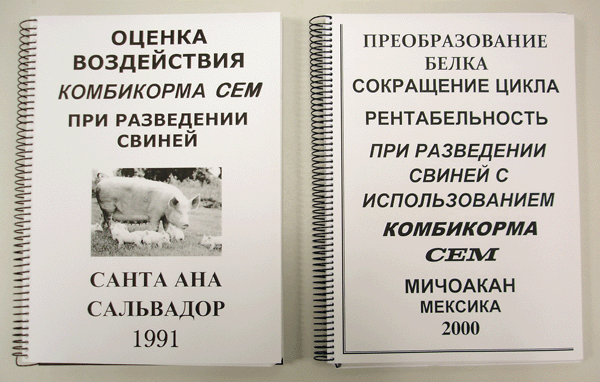 ОЦЕНКА
ВОЗДЕЙСТВИЯ
КОМБИКОРМА СЕМ
ПРИ РАЗВЕДЕНИИ
СВИНЕЙ
САНТА АНА
САЛЬВАДОР
1991
ПРЕОБРАЗОВАНИЕ
БЕЛКА
СОКРАЩЕНИЕ ЦИКЛА
РЕНТАБЕЛЬНОСТЬ
ПРИ РАЗВЕДЕНИИ
СВИНЕЙ С
ИСПОЛЬЗОВАНИЕМ
КОМБИКОРМА
СЕМ
МИЧОАКАН
МЕКСИКА
2000